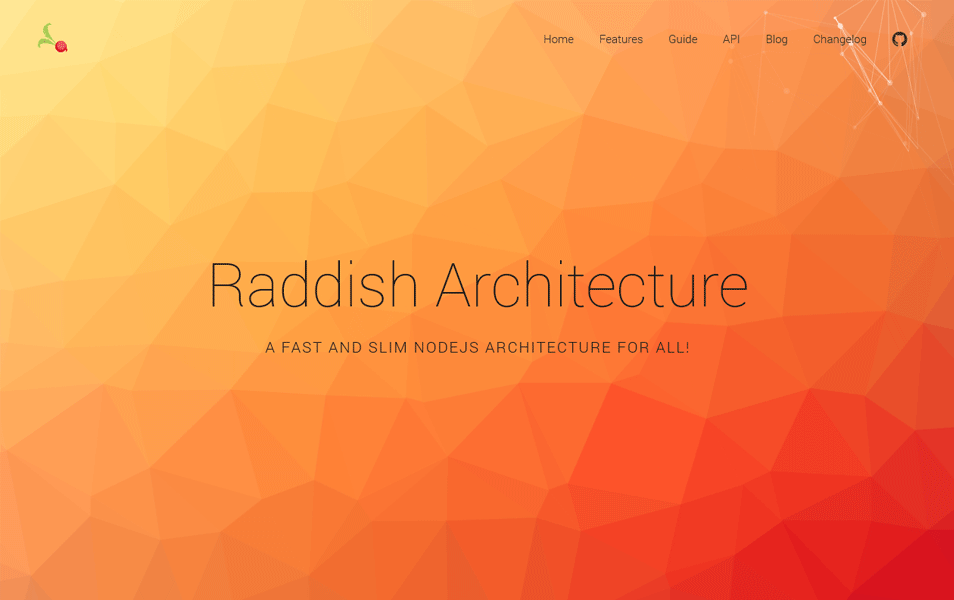 Home Features Guide API Blog Changelog
Raddish Architecture
A FAST AND SLIM NODEJS ARCHITECTURE FOR ALL!